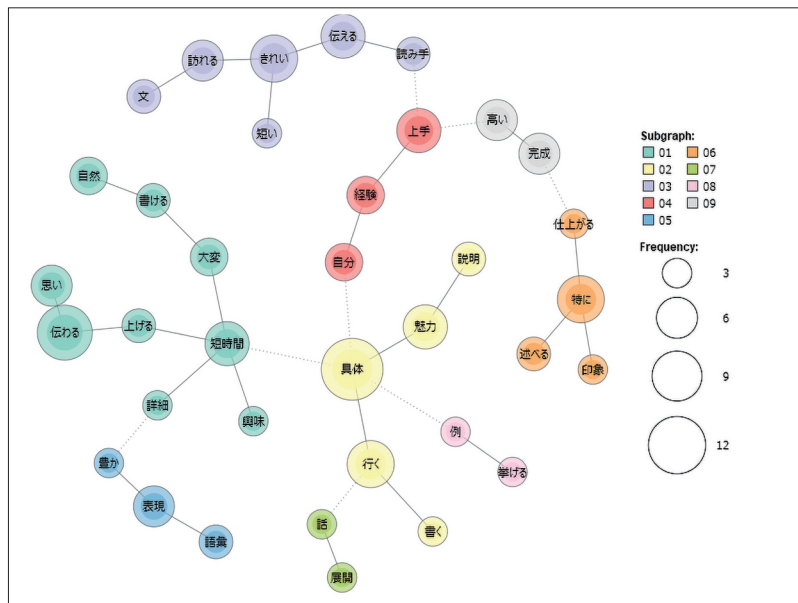 伝える
訪れる
きれい
読み手
文
短い
上手
高い
完成
自然
書ける
経験
仕上がる
大変
自分
説明
思い
特に
伝わる
上げる
短時間
魅力
具体
述べる
印象
詳細
興味
例
豊か
行く
挙げる
表現
話
書く
語彙
展開
Subgraph:
01 06
02 07
03 08
04 09
05
Frequency:
3
6
9
12